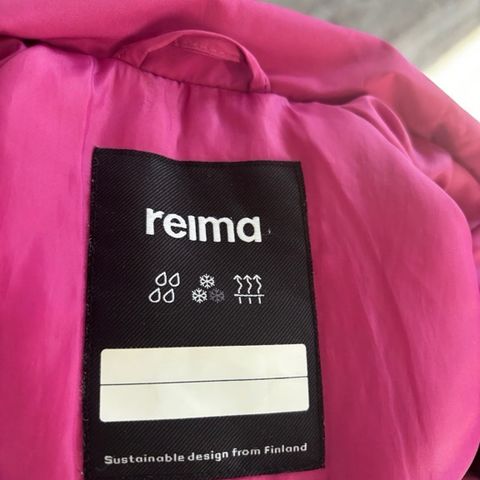 reima
Sustainable design from Finland